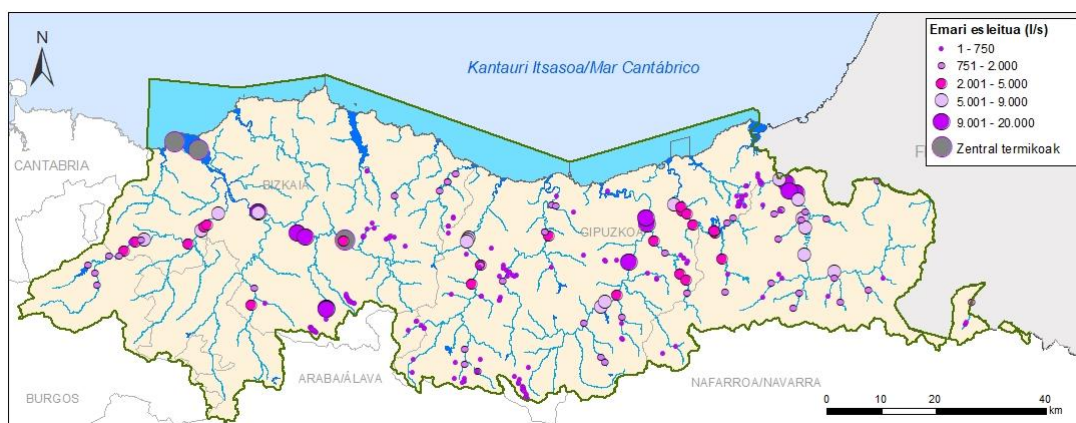 N
Kantauri Itsasoa/Mar Cantábrico
Emari esleitua (l/s)
1 - 750
751 - 2.000
2.001 - 5.000
5.001 - 9.000
9.001 - 20.000
Zentral termikoak
CANTABRIA
BIZKAIA
GIPUZKOA
F
ARABA/ÁLAVA
NAFARROA/NAVARRA
BURGOS
0 10 20 40
km